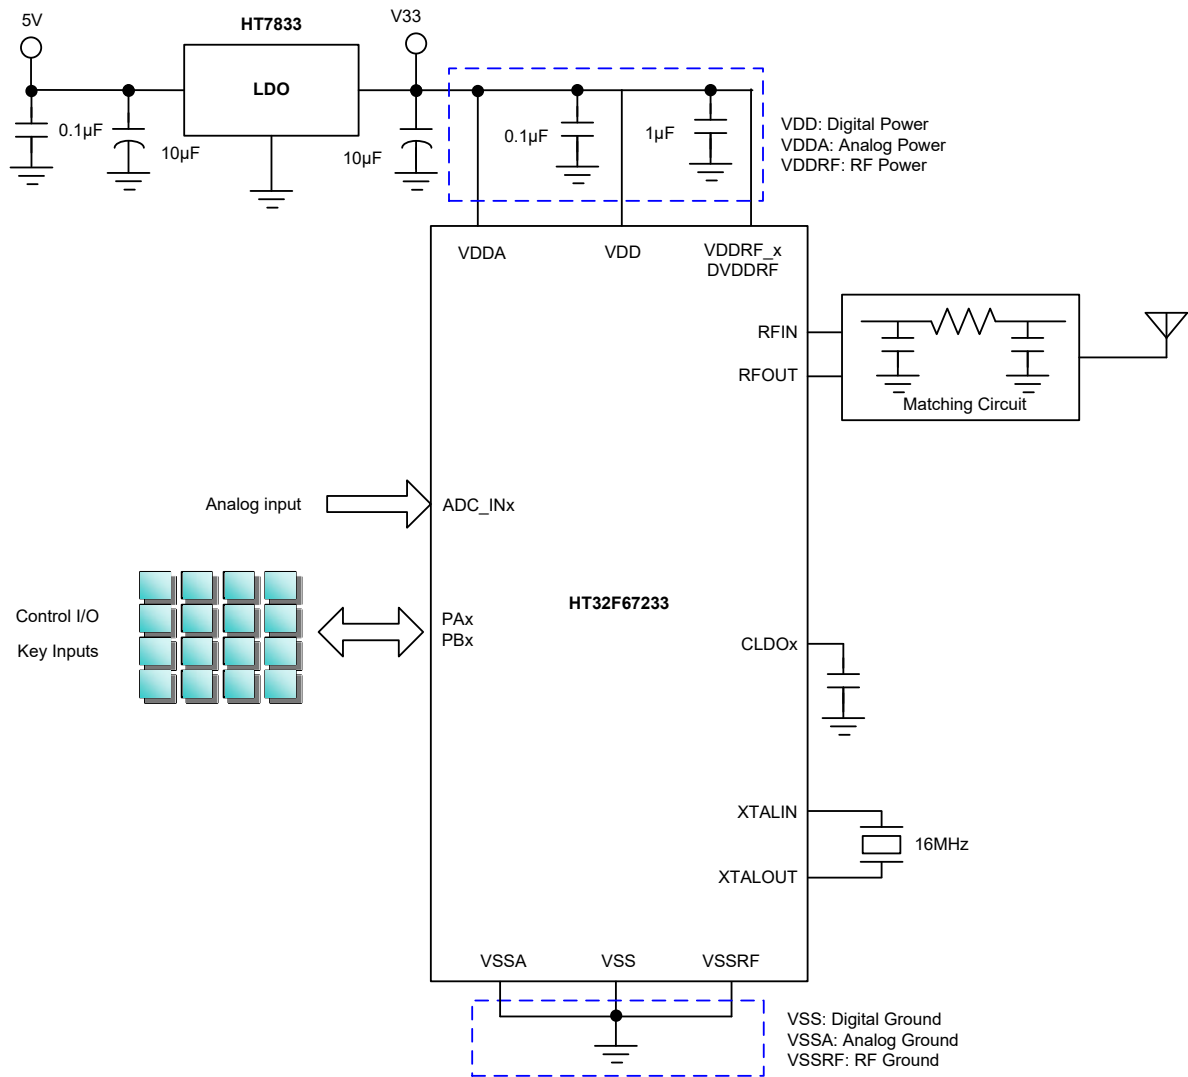 5V
HT7833
V33
LDO
0.1µF
10µF
10µF
0.1µF
1µF
VDD: Digital Power
VDDA: Analog Power
VDDRF: RF Power
VDDA
VDD
VDDRF_x
DVDDRF
RFIN
RFOUT
Matching Circuit
Analog input
ADC_INx
HT32F67233
Control I/O
Key Inputs
PAx
PBx
CLDOx
XTALIN
16MHz
XTALOUT
VSSA
VSS
VSSRF
VSS: Digital Ground
VSSA: Analog Ground
VSSRF: RF Ground